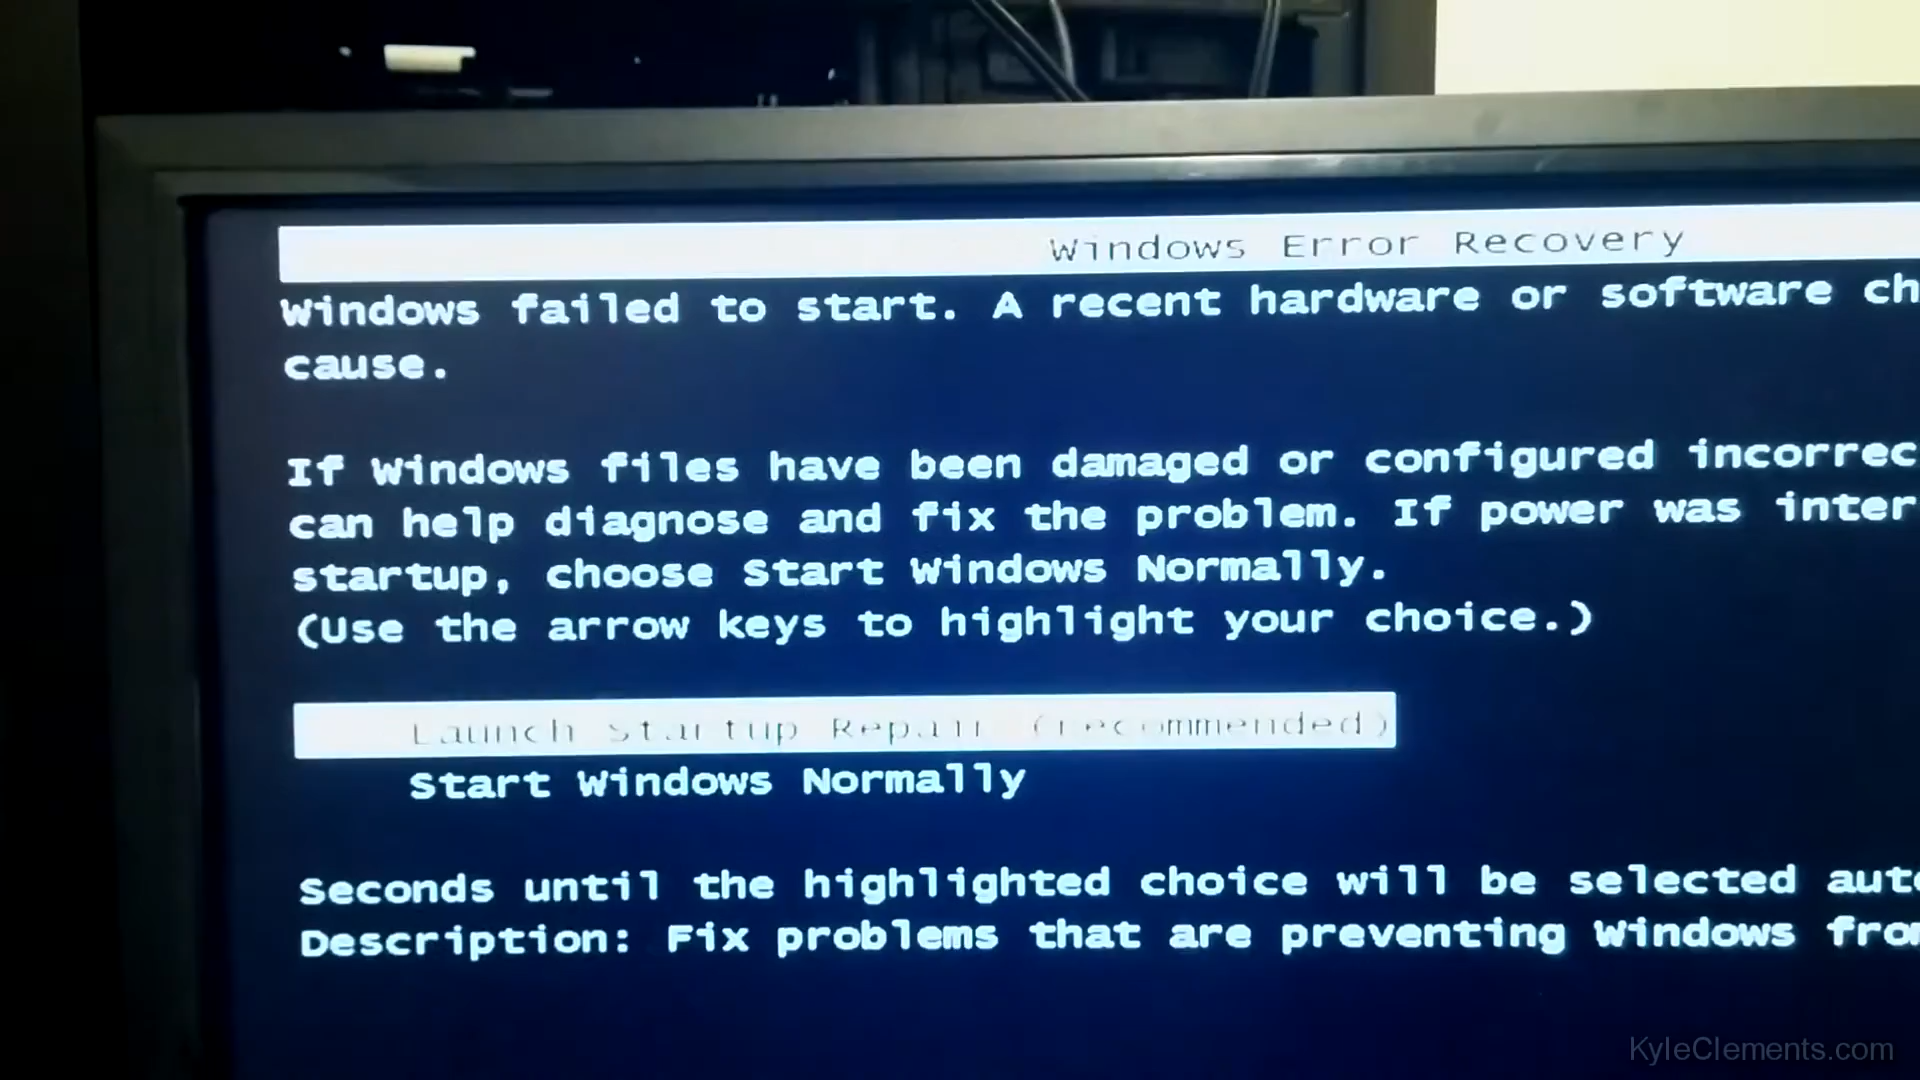 Windows Error Recovery
Windows failed to start. A recent hardware or software ch
cause.
If Windows files have been damaged or configured incorrec
can help diagnose and fix the problem. If power was inter
startup, choose Start Windows Normally.
(Use the arrow keys to highlight your choice.)
Launch Startup Repair (recommended)
Start Windows Normally
Seconds until the highlighted choice will be selected aut
Description: Fix problems that are preventing Windows fro
KyleClements.com